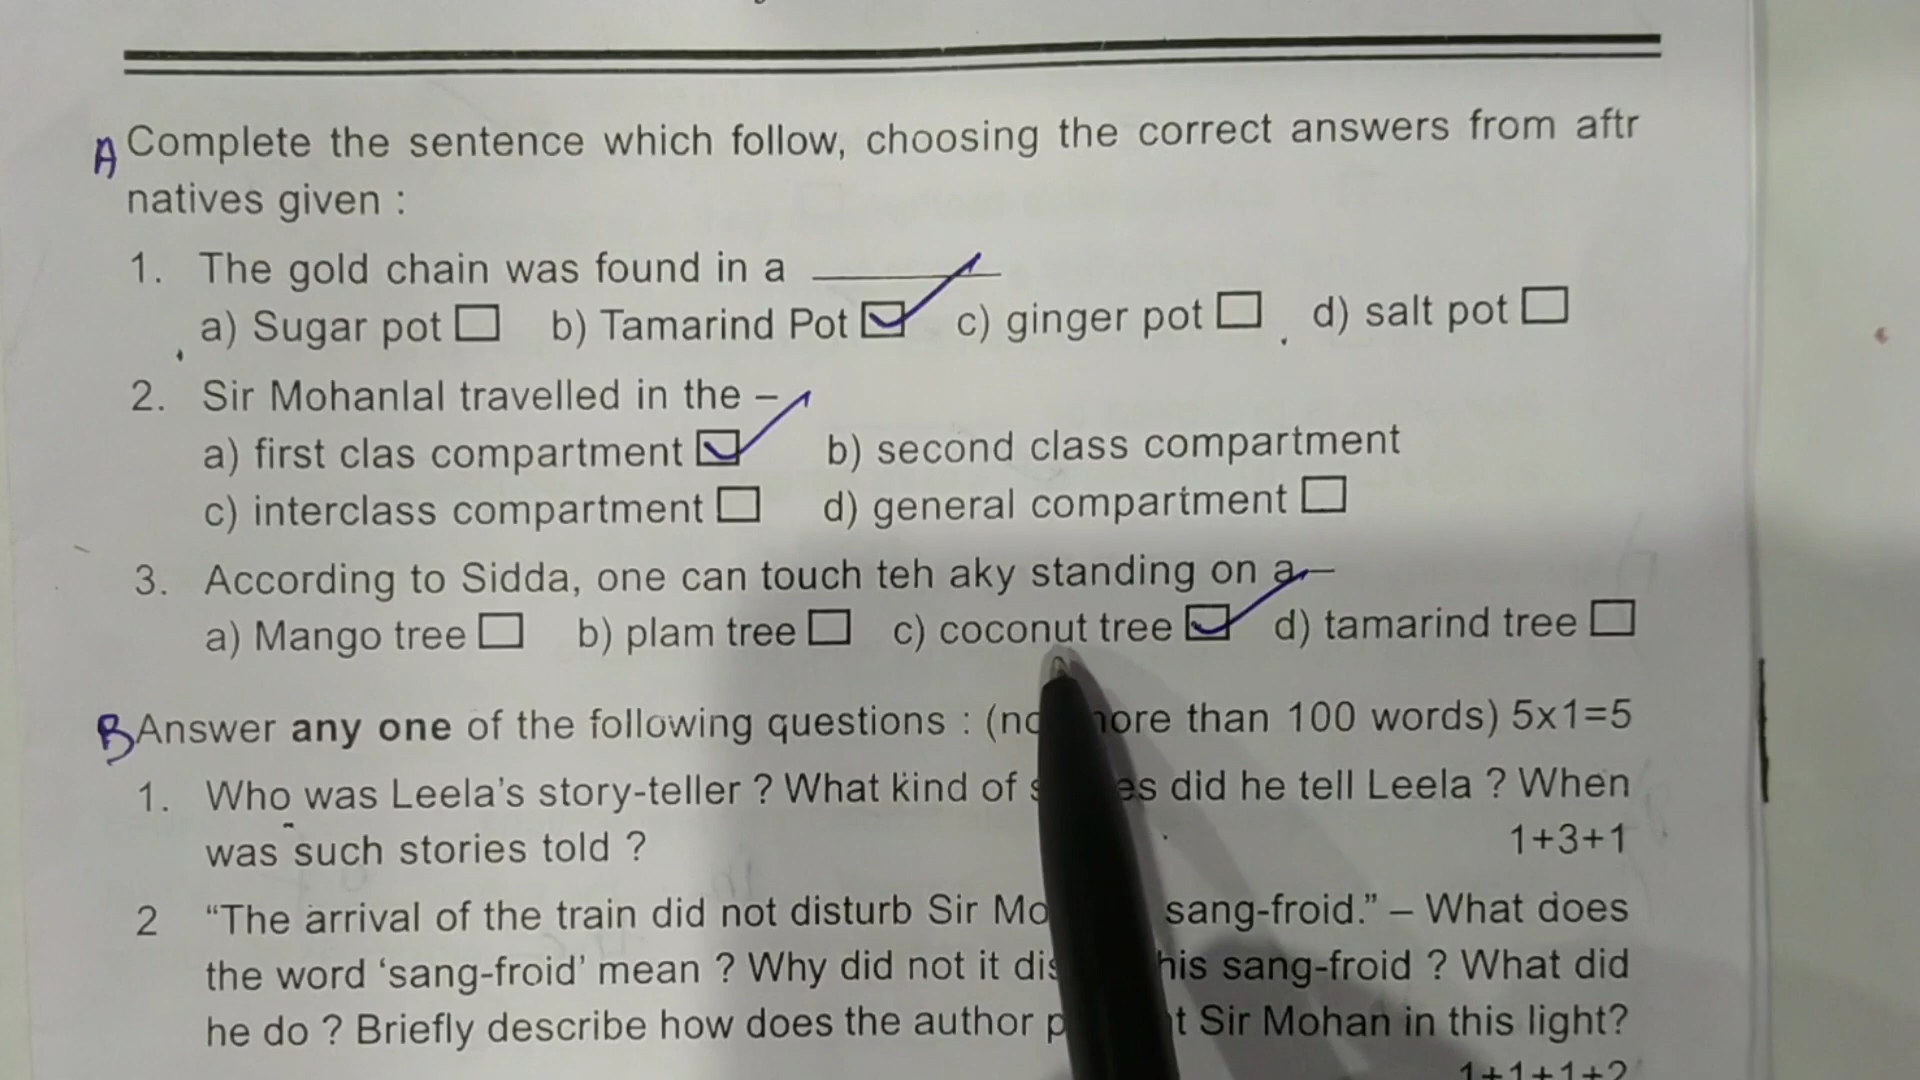 A Complete the sentence which follow, choosing the correct answers from aftr
natives given :
1. The gold chain was found in a
a) Sugar pot b) Tamarind Pot c) ginger pot d) salt pot
2. Sir Mohanlal travelled in the –
a) first clas compartment b) second class compartment
c) interclass compartment d) general compartment
3. According to Sidda, one can touch teh aky standing on a –
a) Mango tree b) plam tree c) coconut tree d) tamarind tree
B Answer any one of the following questions : (no more than 100 words) 5x1=5
1. Who was Leela's story-teller ? What kind of did he tell Leela ? When
was such stories told ? 1+3+1
2 “The arrival of the train did not disturb Sir sang-froid.” – What does
the word ‘sang-froid’ mean ? Why did not it his sang-froid ? What did
he do ? Briefly describe how does the author Sir Mohan in this light?
1+1+1+2